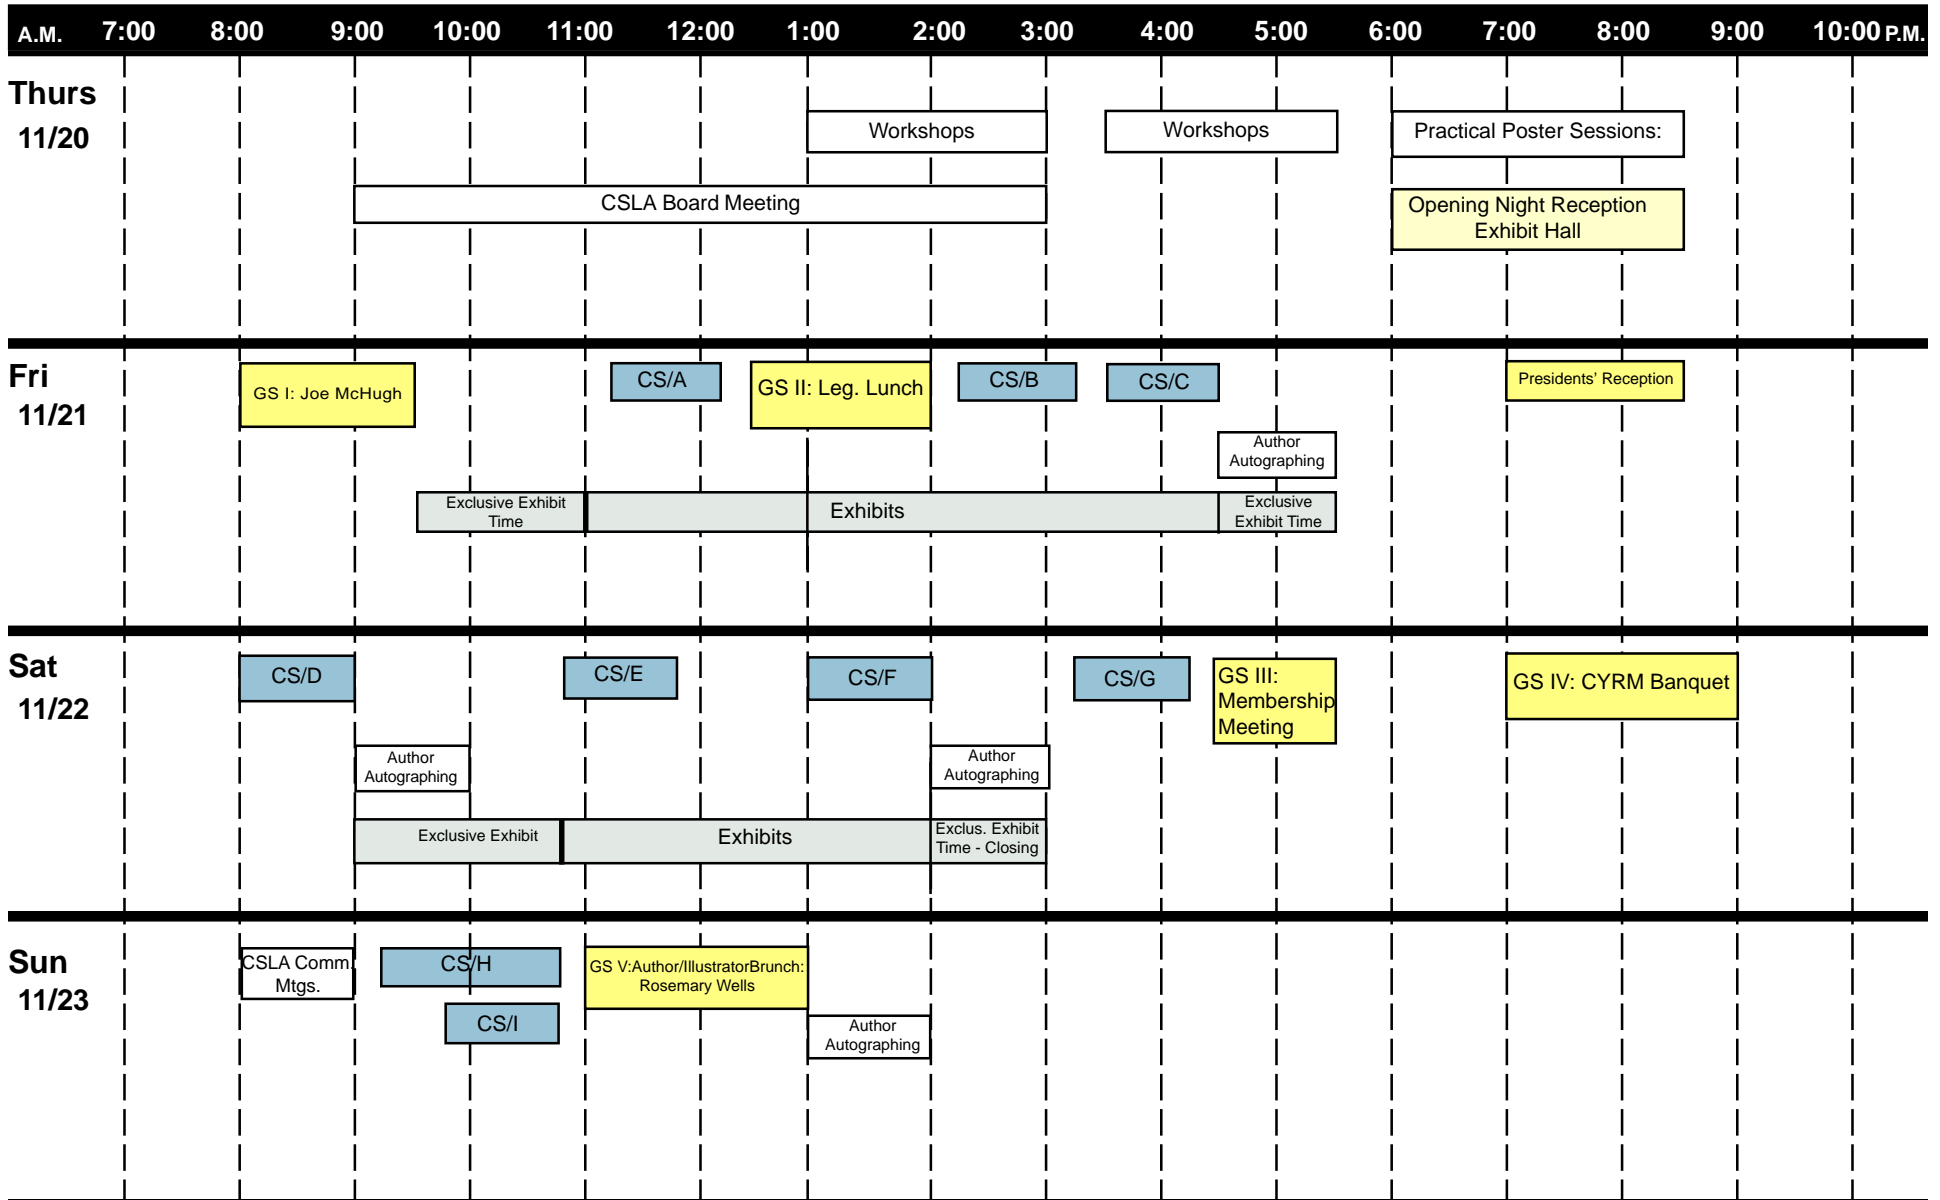 A.M. 7:00 8:00 9:00 10:00 11:00 12:00 1:00 2:00 3:00 4:00 5:00 6:00 7:00 8:00 9:00 10:00 P.M.
Thurs
11/20
Workshops
Workshops
Practical Poster Sessions:
CSLA Board Meeting
Opening Night Reception
Exhibit Hall
Fri
11/21
GS I: Joe McHugh
CS/A
GS II: Leg. Lunch
CS/B
CS/C
Presidents’ Reception
Author
Autographing
Exclusive Exhibit
Time
Exhibits
Exclusive
Exhibit Time
Sat
11/22
CS/D
CS/E
CS/F
CS/G
GS III:
Membership
Meeting
GS IV: CYRM Banquet
Author
Autographing
Author
Autographing
Exclusive Exhibit
Exhibits
Exclus. Exhibit
Time - Closing
Sun
11/23
CSLA Comm.
Mtgs.
CS/H
GS V:Author/IllustratorBrunch:
Rosemary Wells
CS/I
Author
Autographing